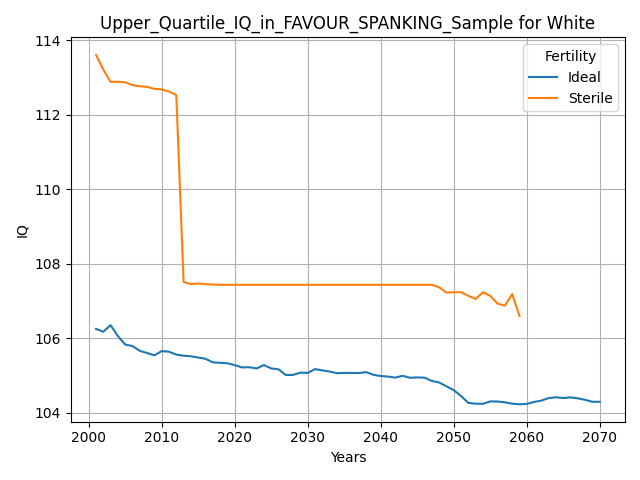 Upper_Quartile_IQ_in_FAVOUR_SPANKING_Sample for White
Fertility
Ideal
Sterile
IQ
114
112
110
108
106
104
2000 2010 2020 2030 2040 2050 2060 2070
Years